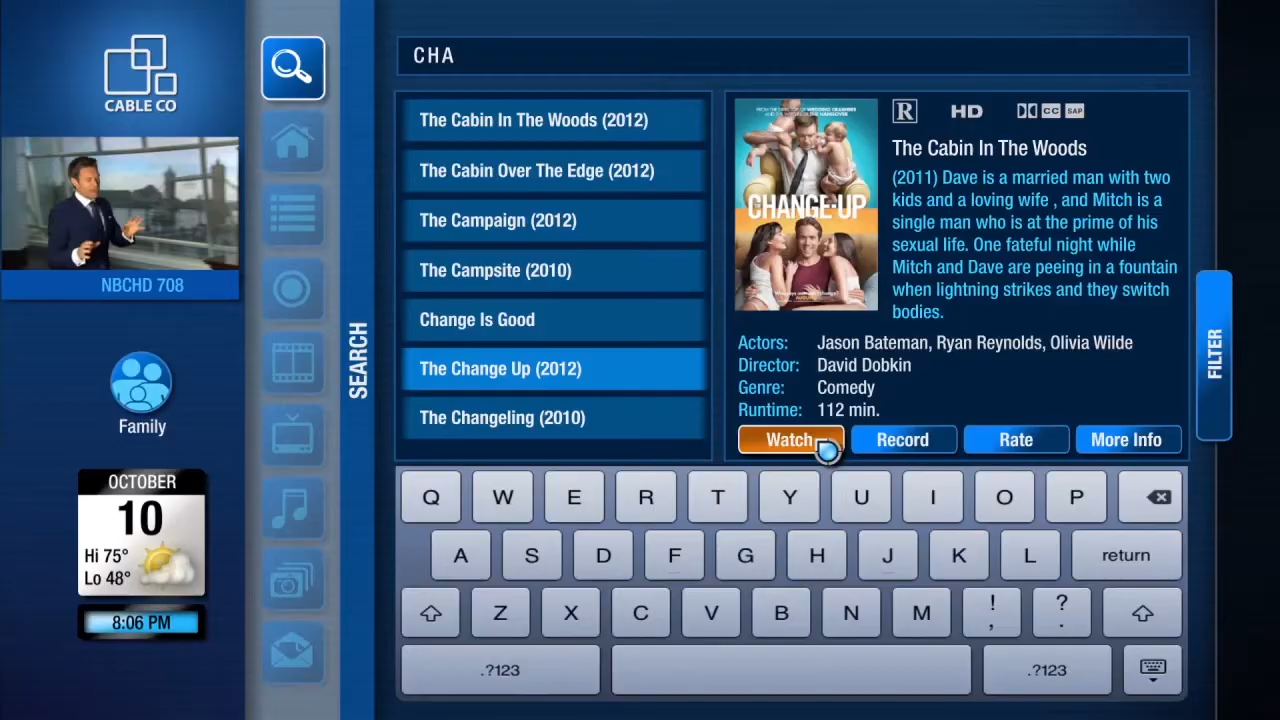 CABLE CO
NBCHD 708
Family
OCTOBER
10
Hi 75°
Lo 48°
8:06 PM
SEARCH
CHA
The Cabin In The Woods (2012)
The Cabin Over The Edge (2012)
The Campaign (2012)
The Campsite (2010)
Change Is Good
The Change Up (2012)
The Changeling (2010)
THE CHANGE-UP
R HD CC SAP
The Cabin In The Woods
(2011) Dave is a married man with two
kids and a loving wife , and Mitch is a
single man who is at the prime of his
sexual life. One fateful night while
Mitch and Dave are peeing in a fountain
when lightning strikes and they switch
bodies.
Actors: Jason Bateman, Ryan Reynolds, Olivia Wilde
Director: David Dobkin
Genre: Comedy
Runtime: 112 min.
Watch Record Rate More Info
FILTER
Q W E R T Y U I O P
A S D F G H J K L return
Z X C V B N M ! , ? .
.?123 .?123